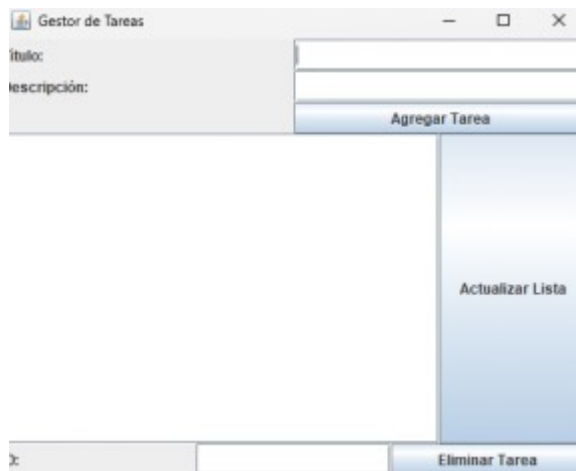 Gestor de Tareas
ítulo:
escripción:
Agregar Tarea
Actualizar Lista
D:
Eliminar Tarea